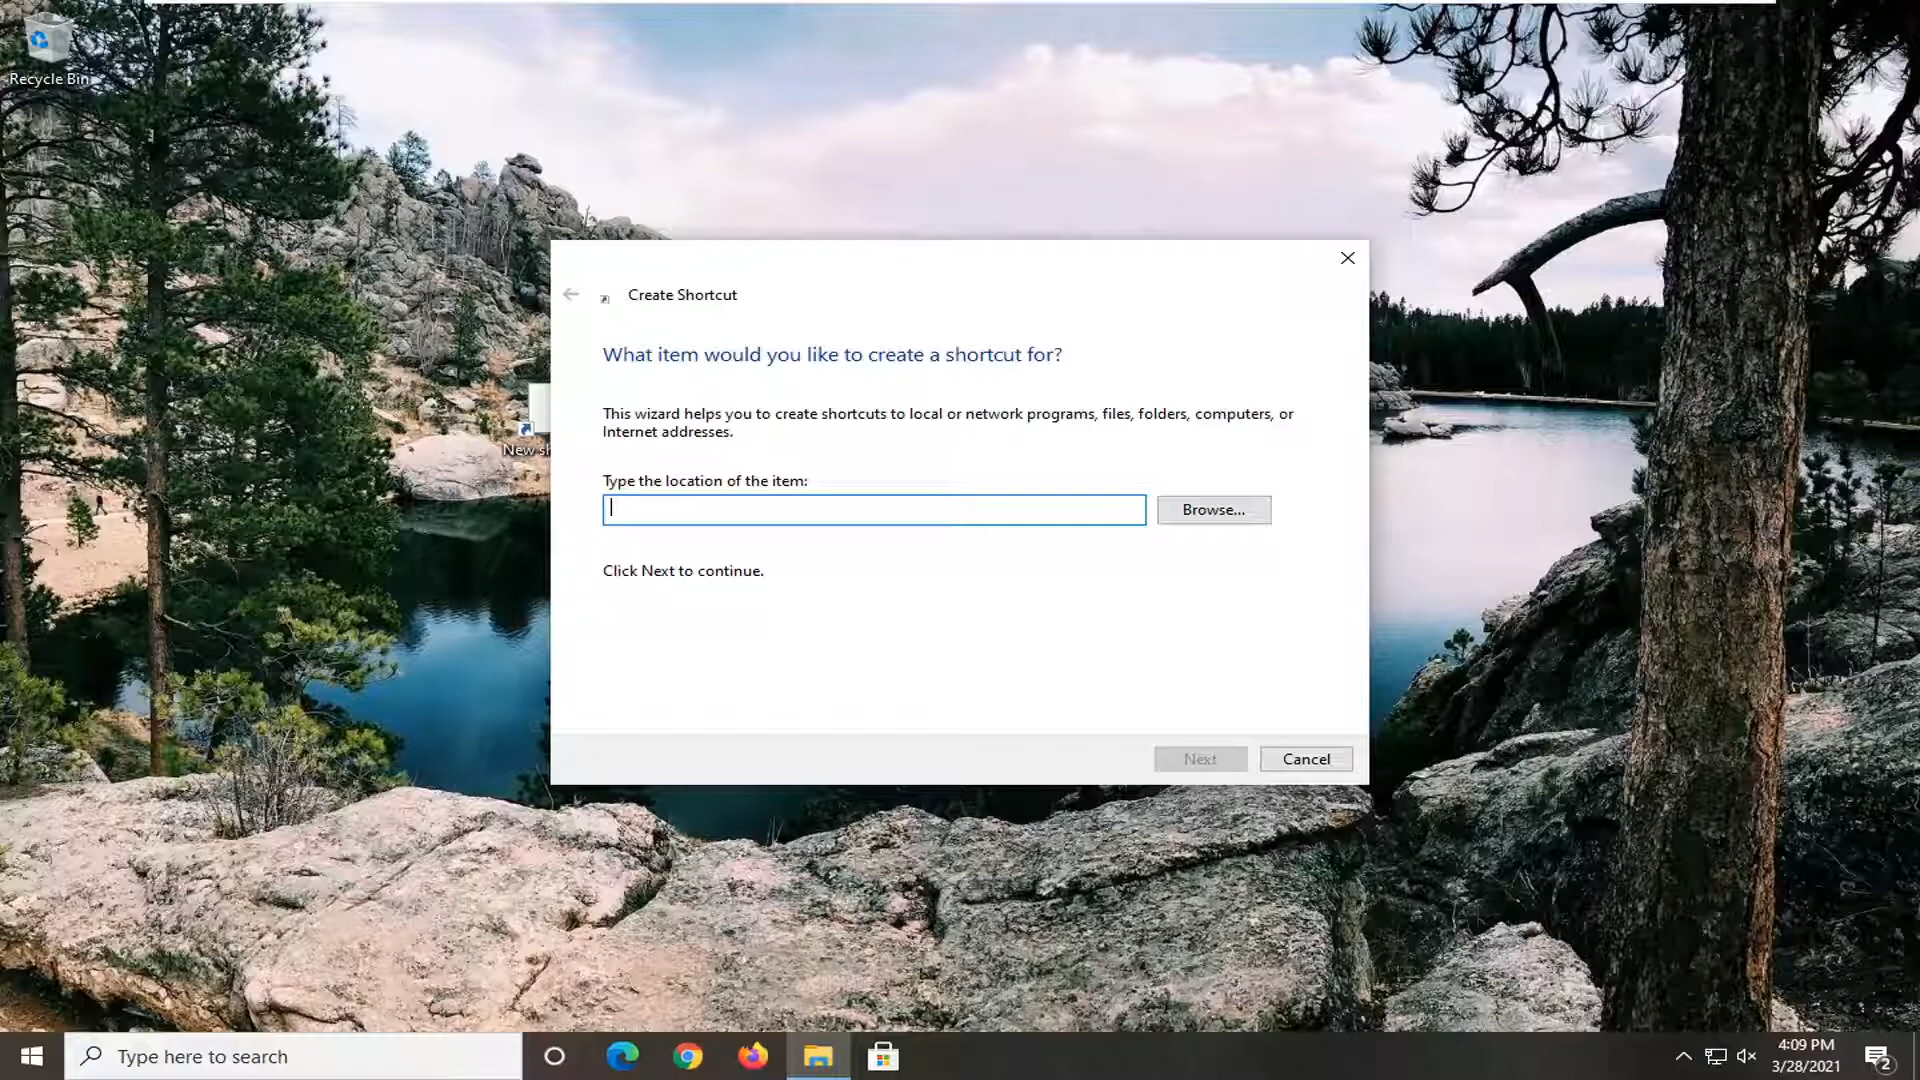 Recycle Bin
Create Shortcut
What item would you like to create a shortcut for?
This wizard helps you to create shortcuts to local or network programs, files, folders, computers, or
Internet addresses.
New sh
Type the location of the item:
Browse...
Click Next to continue.
Next
Cancel
Type here to search
4:09 PM
3/28/2021
2